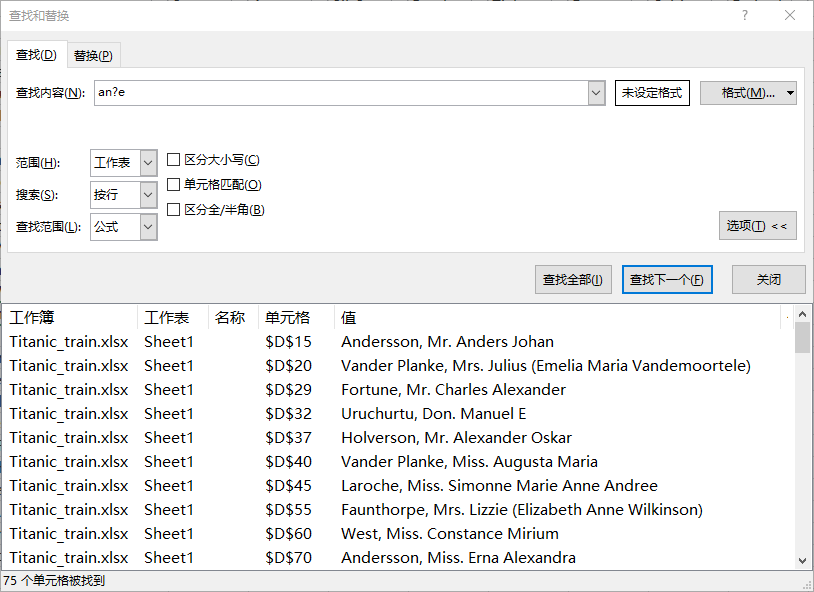 查找和替换
查找(D) 替换(P)
查找内容(N): an?e 未设定格式 格式(M)...
范围(H): 工作表 区分大小写(C)
搜索(S): 按行 单元格匹配(O)
查找范围(L): 公式 区分全/半角(B)
选项(T) <<
查找全部(I) 查找下一个(F) 关闭
工作簿 工作表 名称 单元格 值
Titanic_train.xlsx Sheet1 $D$15 Andersson, Mr. Anders Johan
Titanic_train.xlsx Sheet1 $D$20 Vander Planke, Mrs. Julius (Emelia Maria Vandemoortele)
Titanic_train.xlsx Sheet1 $D$29 Fortune, Mr. Charles Alexander
Titanic_train.xlsx Sheet1 $D$32 Uruchurtu, Don. Manuel E
Titanic_train.xlsx Sheet1 $D$37 Holverson, Mr. Alexander Oskar
Titanic_train.xlsx Sheet1 $D$40 Vander Planke, Miss. Augusta Maria
Titanic_train.xlsx Sheet1 $D$45 Laroche, Miss. Simonne Marie Anne Andree
Titanic_train.xlsx Sheet1 $D$55 Faunthorpe, Mrs. Lizzie (Elizabeth Anne Wilkinson)
Titanic_train.xlsx Sheet1 $D$60 West, Miss. Constance Mirium
Titanic_train.xlsx Sheet1 $D$70 Andersson, Miss. Erna Alexandra
75 个单元格被找到